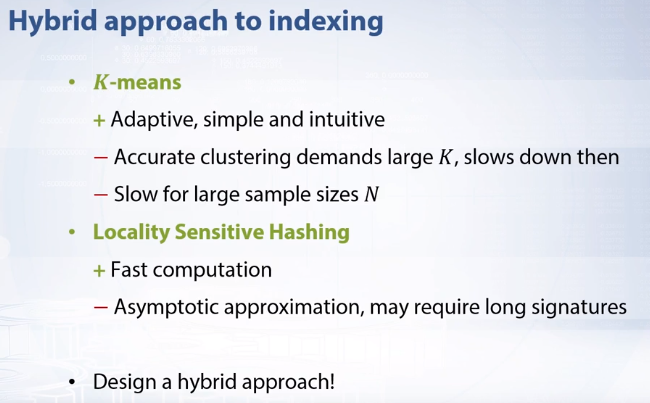 Hybrid approach to indexing
• K-means
+ Adaptive, simple and intuitive
− Accurate clustering demands large K, slows down then
− Slow for large sample sizes N
• Locality Sensitive Hashing
+ Fast computation
− Asymptotic approximation, may require long signatures
• Design a hybrid approach!